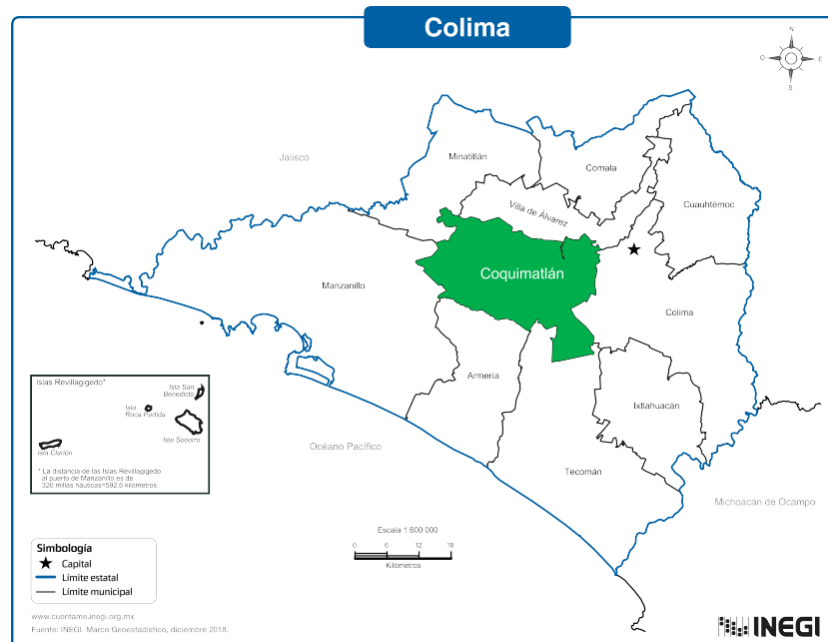 Colima
N
O
E
S
Jalisco
Minatitlán
Comala
Cuauhtémoc
Villa de Álvarez
Coquimatlán
Manzanillo
Colima
Armería
Ixtlahuacán
Tecomán
Océano Pacífico
Michoacán de Ocampo
Islas Revillagigedo*
Isla San
Benedicto
Isla
Roca Partida
Isla Socorro
Isla Clarión
* La distancia de las Islas Revillagigedo
al puerto de Manzanillo es de
320 millas náuticas=592.6 kilómetros.
Escala 1:600 000
0 6 12 18
Kilómetros
Simbología
Capital
Límite estatal
Límite municipal
www.cuentame.inegi.org.mx
Fuente: INEGI. Marco Geoestadístico, diciembre 2018.
INEGI